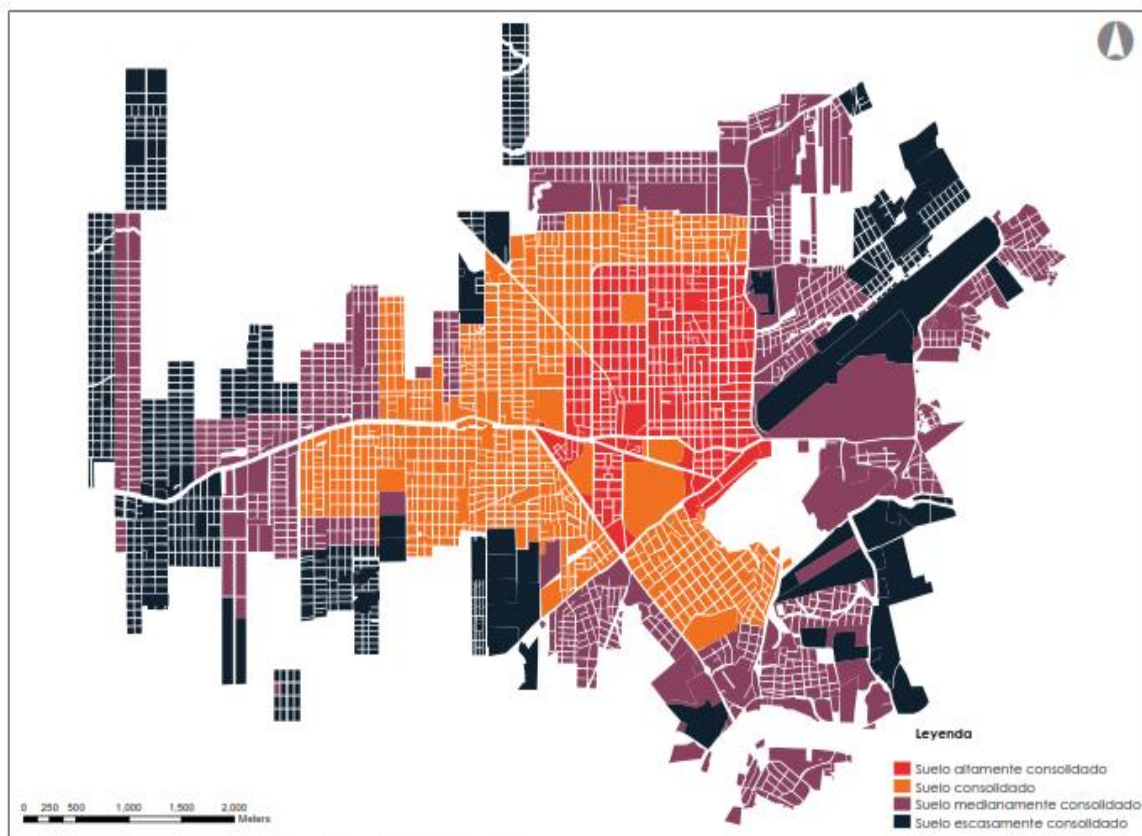 Leyenda
Suelo altamente consolidado
Suelo consolidado
Suelo medianamente consolidado
Suelo escasamente consolidado
0 250 500 1,000 1,500 2,000
Meters